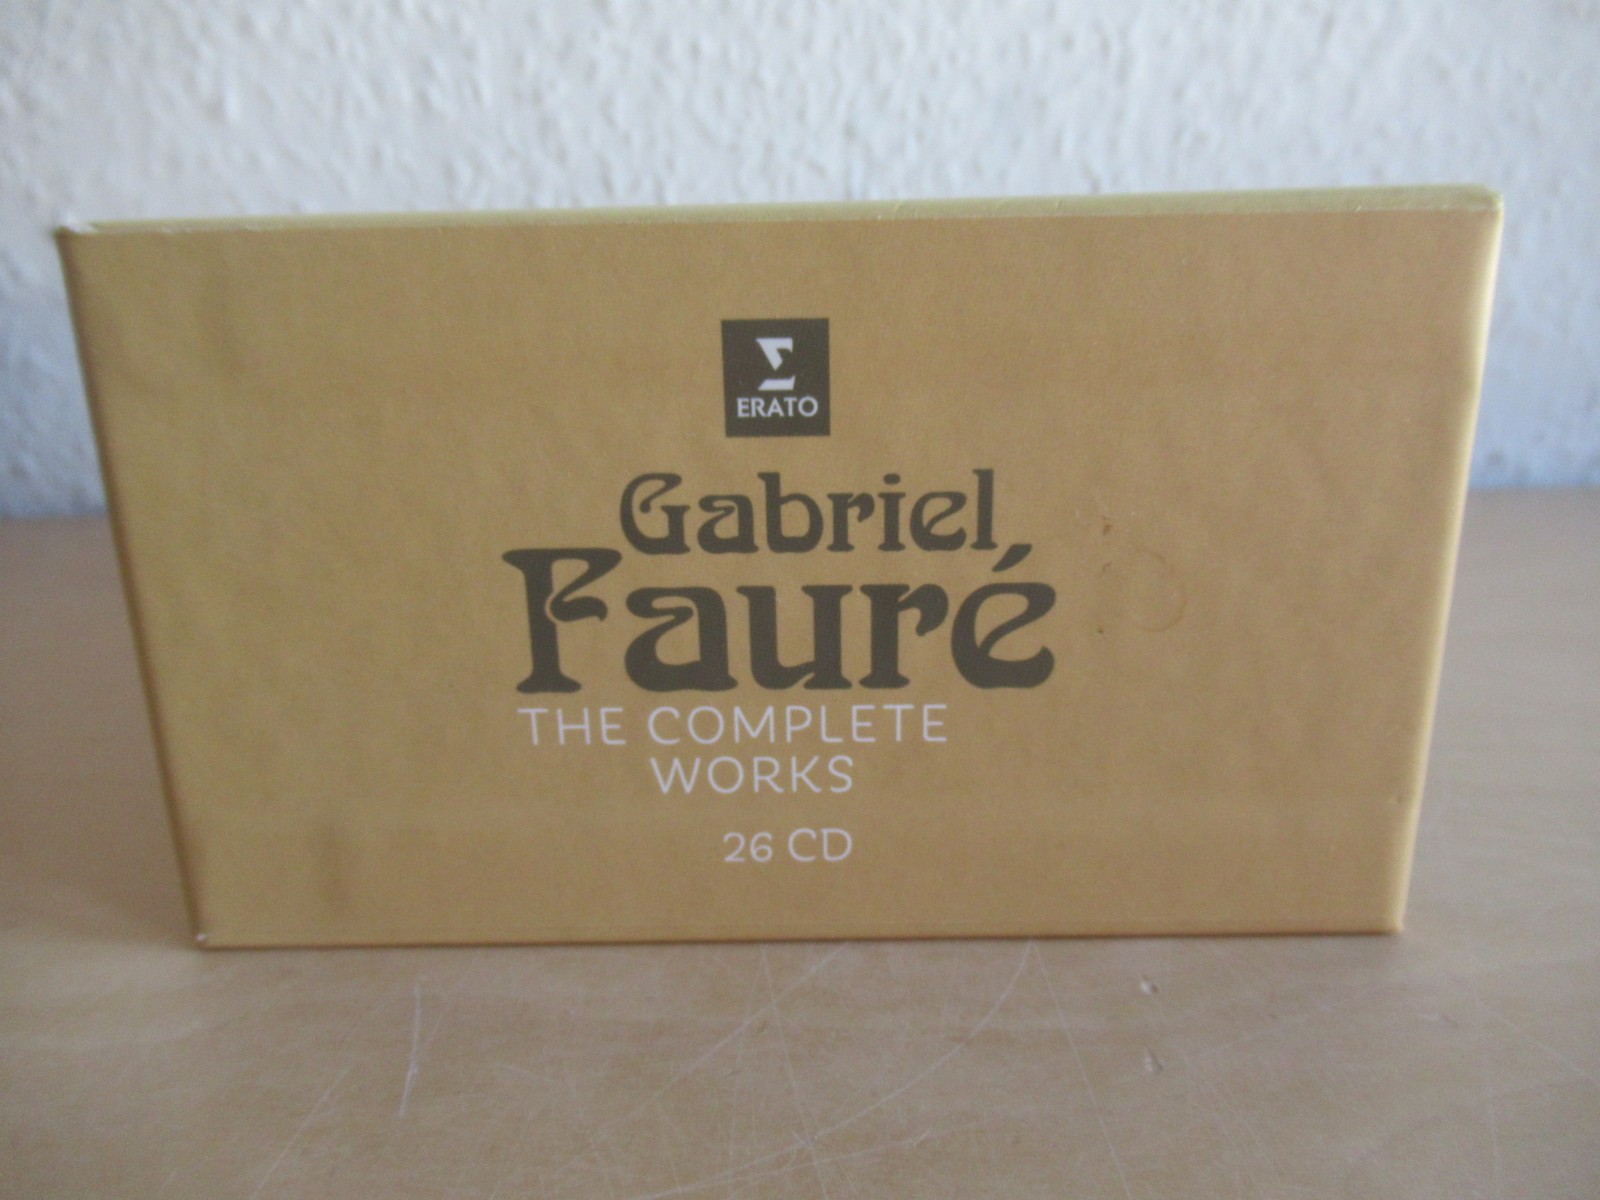 ERATO
Gabriel
Fauré
THE COMPLETE
WORKS
26 CD